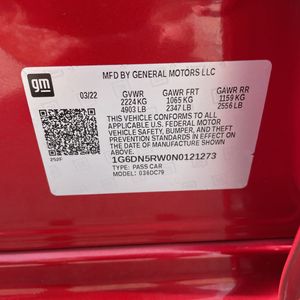 gm
MFD BY GENERAL MOTORS LLC
03/22 GVWR GAWR FRT GAWR RR
2224 KG 1065 KG 1159 KG
4903 LB 2347 LB 2556 LB
THIS VEHICLE CONFORMS TO ALL
APPLICABLE U.S. FEDERAL MOTOR
VEHICLE SAFETY, BUMPER, AND THEFT
PREVENTION STANDARDS IN EFFECT ON
THE DATE OF MANUFACTURE SHOWN
ABOVE.
1G6DN5RW0N0121273
TYPE: PASS CAR
MODEL: 036DC79